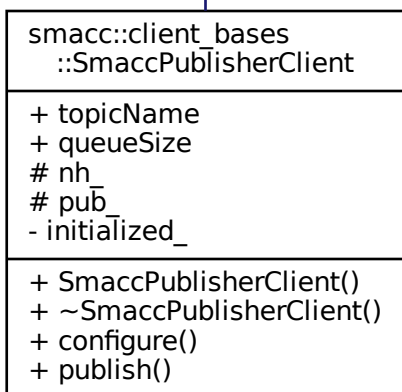 smacc::client_bases
::SmaccPublisherClient
+ topicName
+ queueSize
# nh_
# pub_
- initialized_
+ SmaccPublisherClient()
+ ~SmaccPublisherClient()
+ configure()
+ publish()